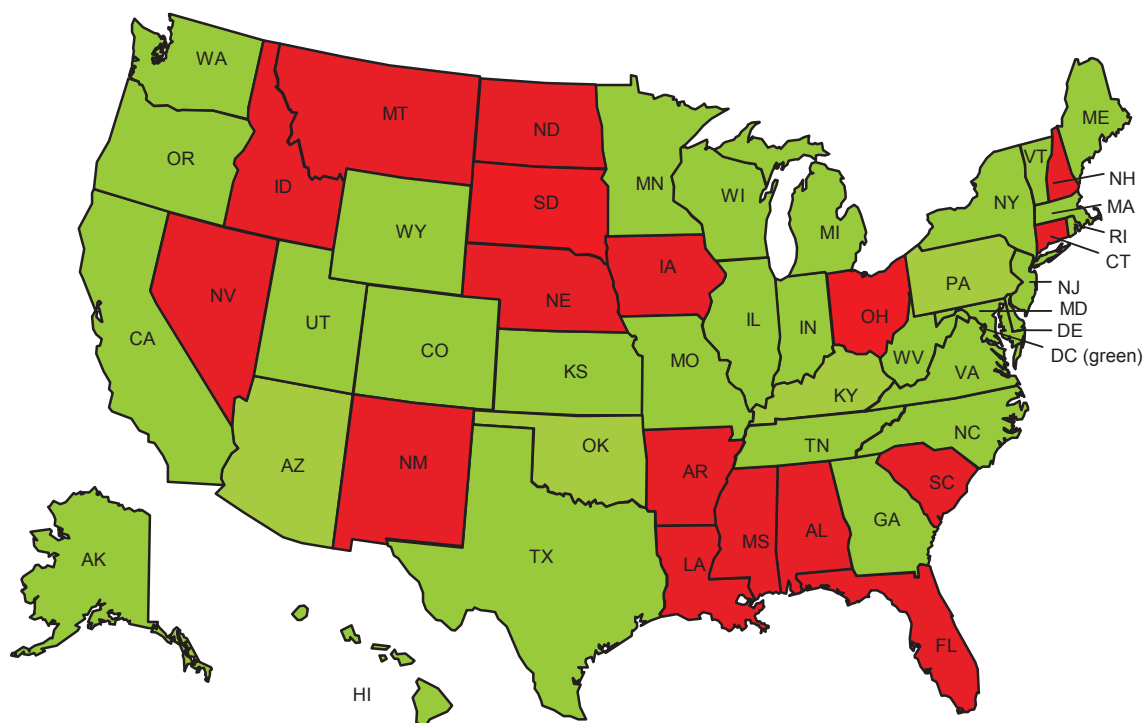 WA
MT
ND
ME
OR
ID
MN
VT
NH
SD
WI
NY
MA
WY
MI
RI
CT
IA
PA
NV
NE
NJ
CA
UT
IL
IN
OH
MD
CO
DE
KS
MO
WV
DC (green)
VA
KY
AZ
OK
TN
NC
NM
AR
SC
GA
AL
MS
AK
TX
LA
FL
HI